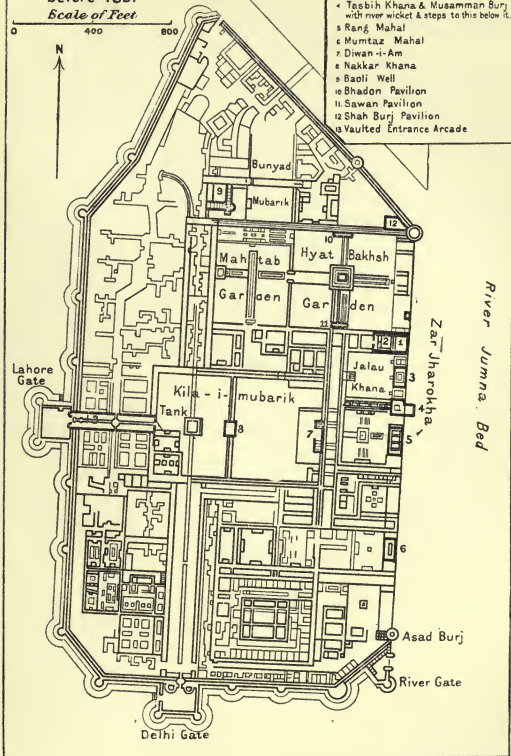 Scale of Feet
0 400 800
N
4 Tasbih Khana & Musamman Burj
with river wicket & steps to this below it.
5 Rang Mahal
6 Mumtaz Mahal
7 Diwan-i-Am
8 Nakkar Khana
9 Baoli Well
10 Bhadon Pavilion
11 Sawan Pavilion
12 Shah Burj Pavilion
13 Vaulted Entrance Arcade
Bunyad
9
Mubarik
12
10
Mahtab
Hyat Bakhsh
Garden
Garden
11
2 1
River Jumna Bed
Zar Jharokha
Jalau
Khana
3
Lahore
Gate
Kila-i-mubarik
4
Tank
13
8
7
5
6
Asad Burj
River Gate
Delhi Gate